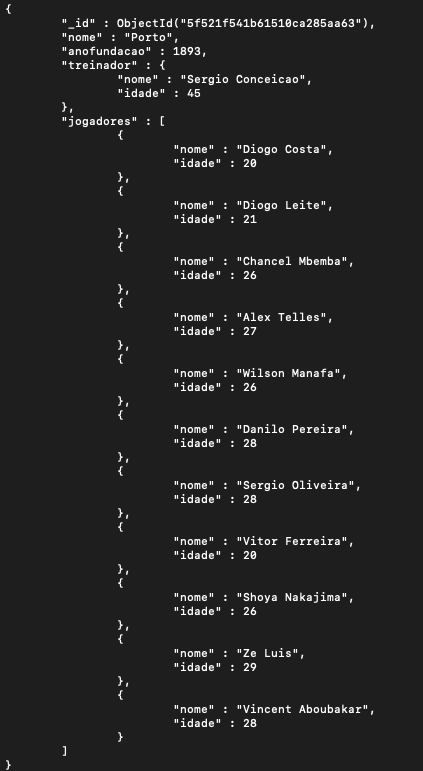 {
"_id" : ObjectId("5f521f541b61510ca285aa63"),
"nome" : "Porto",
"anofundacao" : 1893,
"treinador" : {
"nome" : "Sergio Conceicao",
"idade" : 45
},
"jogadores" : [
{
"nome" : "Diogo Costa",
"idade" : 20
},
{
"nome" : "Diogo Leite",
"idade" : 21
},
{
"nome" : "Chancel Mbemba",
"idade" : 26
},
{
"nome" : "Alex Telles",
"idade" : 27
},
{
"nome" : "Wilson Manafa",
"idade" : 26
},
{
"nome" : "Danilo Pereira",
"idade" : 28
},
{
"nome" : "Sergio Oliveira",
"idade" : 28
},
{
"nome" : "Vitor Ferreira",
"idade" : 20
},
{
"nome" : "Shoya Nakajima",
"idade" : 26
},
{
"nome" : "Ze Luis",
"idade" : 29
},
{
"nome" : "Vincent Aboubakar",
"idade" : 28
}
]
}